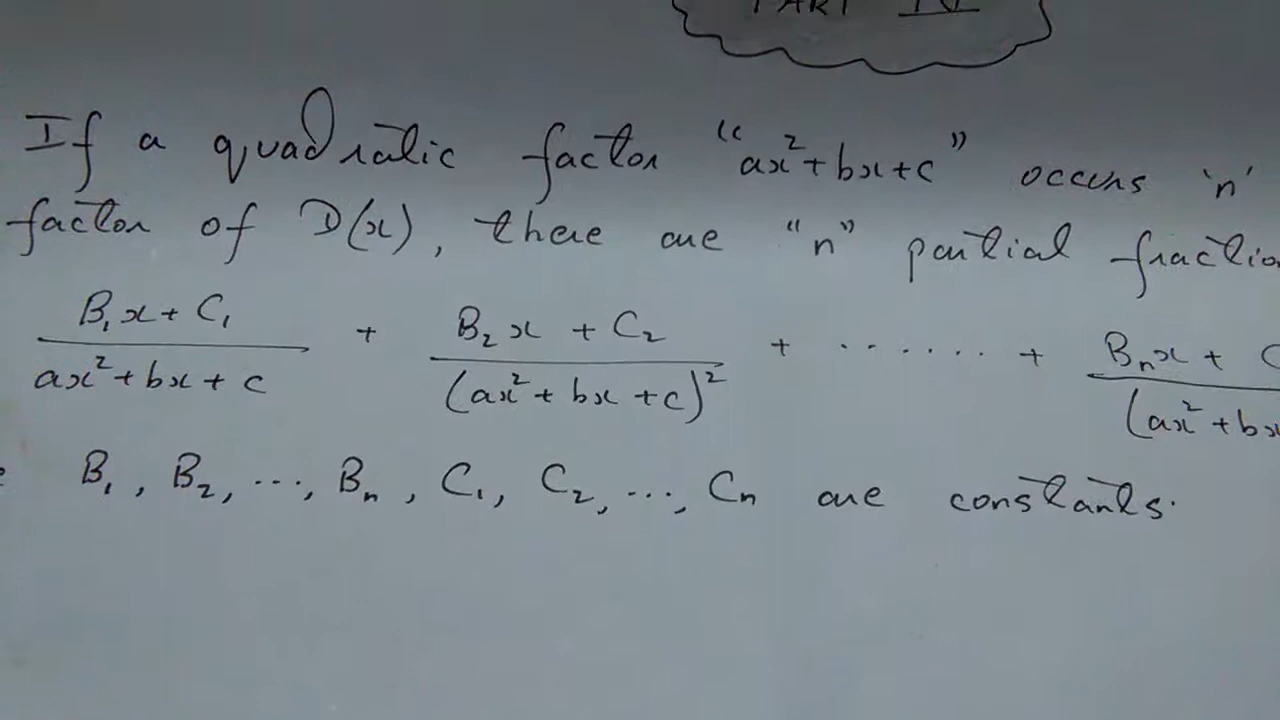 PART IV
If a quadratic factor "ax²+bx+c" occurs 'n'
factor of D(x), there are "n" partial fractio
B₁x + C₁ / ax² + bx + c + B₂x + C₂ / (ax² + bx + c)² + ....... + Bₙx + C / (ax² + bx
B₁, B₂, ..., Bₙ, C₁, C₂, ..., Cₙ are constants.